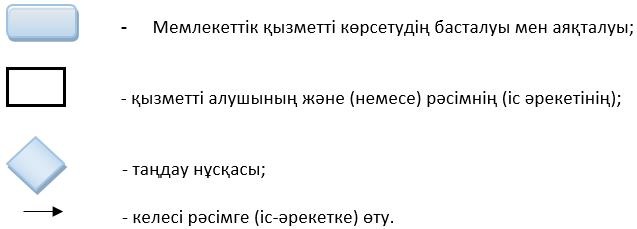 - Мемлекеттік қызметті көрсетудің басталуы мен аяқталуы;
- қызметті алушының және (немесе) рәсімнің (іс әрекетінің);
- таңдау нұсқасы;
- келесі рәсімге (іс-әрекетке) өту.